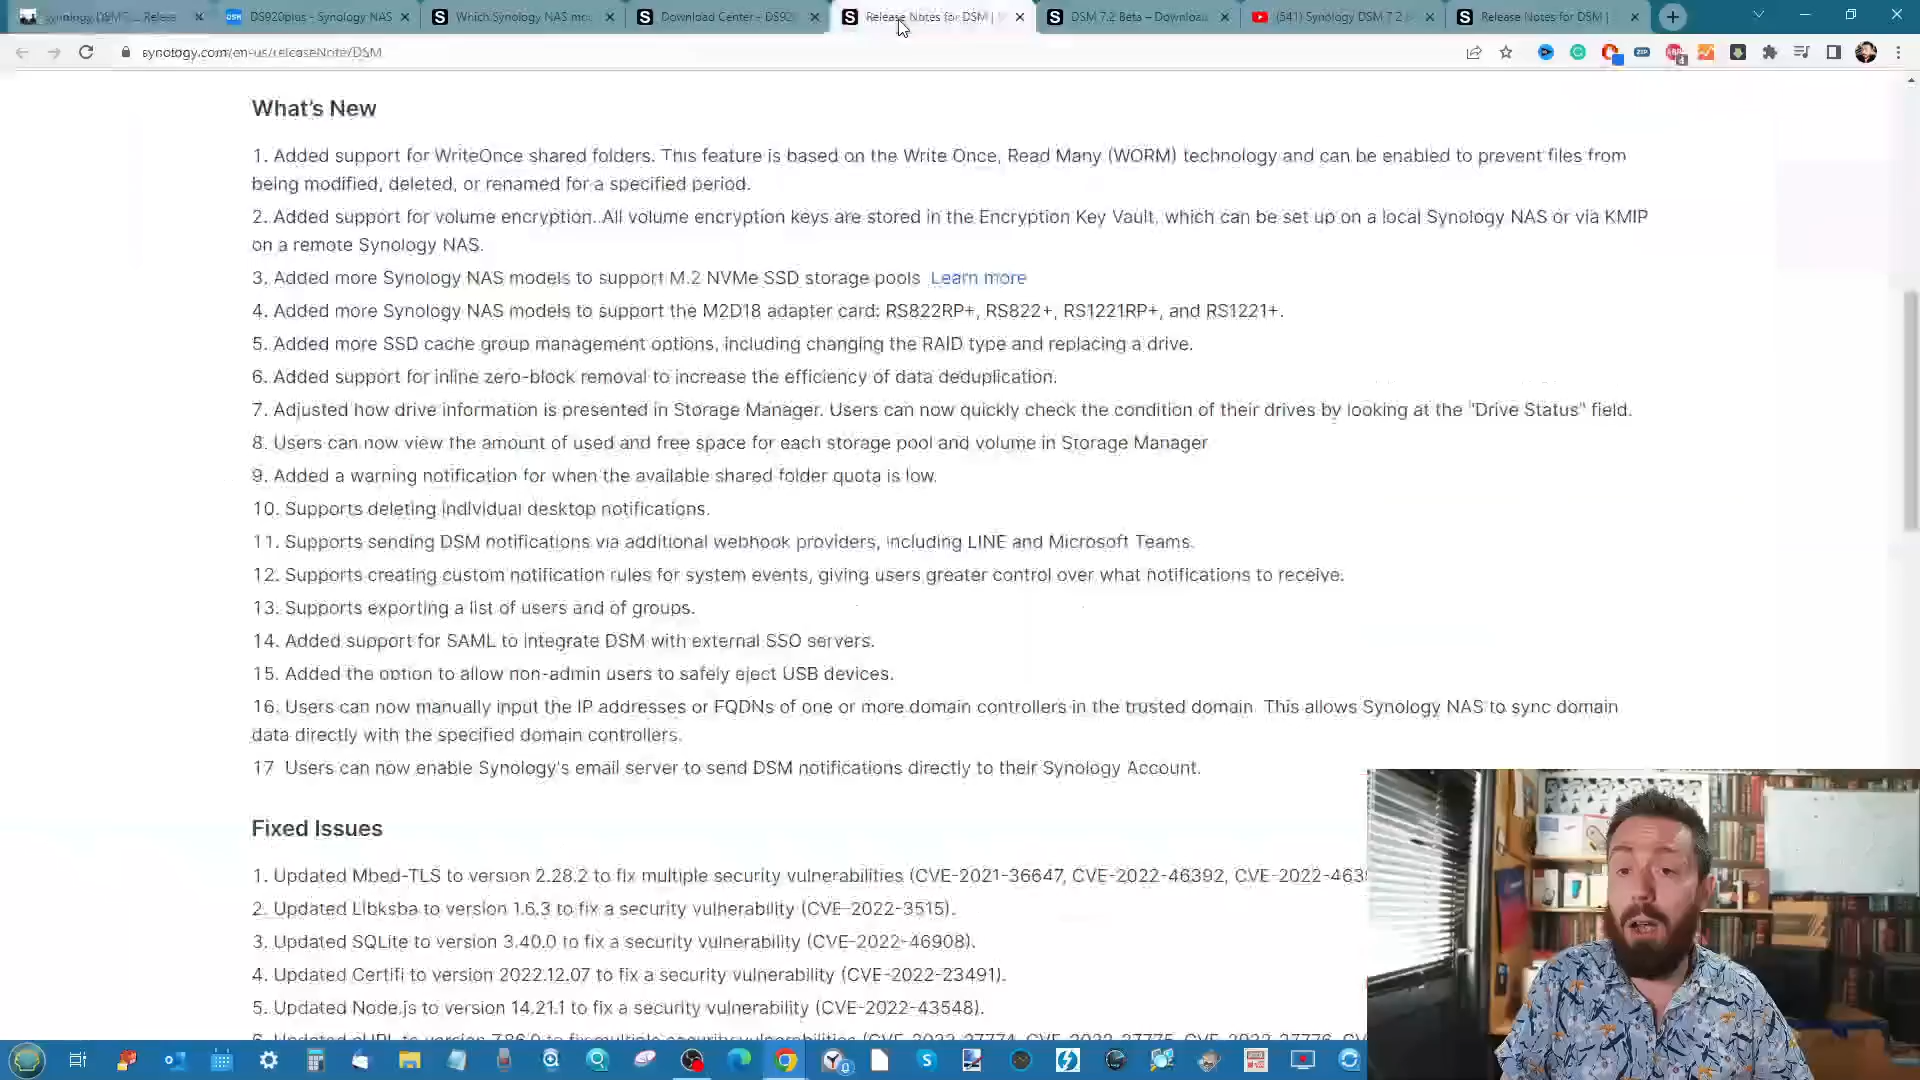 synology DSM7... Relese
DS920plus - Synology NAS
Which Synology NAS mo
Download Center - DS92
Release Notes for DSM |
DSM 7.2 Beta – Download
(541) Synology DSM 7.2 B
Release Notes for DSM |
synology.com/en-us/releaseNote/DSM
What's New
1. Added support for WriteOnce shared folders. This feature is based on the Write Once, Read Many (WORM) technology and can be enabled to prevent files from
being modified, deleted, or renamed for a specified period.
2. Added support for volume encryption. All volume encryption keys are stored in the Encryption Key Vault, which can be set up on a local Synology NAS or via KMIP
on a remote Synology NAS.
3. Added more Synology NAS models to support M.2 NVMe SSD storage pools Learn more
4. Added more Synology NAS models to support the M2D18 adapter card: RS822RP+, RS822+, RS1221RP+, and RS1221+.
5. Added more SSD cache group management options, including changing the RAID type and replacing a drive.
6. Added support for inline zero-block removal to increase the efficiency of data deduplication.
7. Adjusted how drive information is presented in Storage Manager. Users can now quickly check the condition of their drives by looking at the "Drive Status" field.
8. Users can now view the amount of used and free space for each storage pool and volume in Storage Manager
9. Added a warning notification for when the available shared folder quota is low.
10. Supports deleting individual desktop notifications.
11. Supports sending DSM notifications via additional webhook providers, including LINE and Microsoft Teams.
12. Supports creating custom notification rules for system events, giving users greater control over what notifications to receive.
13. Supports exporting a list of users and of groups.
14. Added support for SAML to integrate DSM with external SSO servers.
15. Added the option to allow non-admin users to safely eject USB devices.
16. Users can now manually input the IP addresses or FQDNs of one or more domain controllers in the trusted domain. This allows Synology NAS to sync domain
data directly with the specified domain controllers.
17 Users can now enable Synology's email server to send DSM notifications directly to their Synology Account.
Fixed Issues
1. Updated Mbed-TLS to version 2.28.2 to fix multiple security vulnerabilities (CVE-2021-36647, CVE-2022-46392, CVE-2022-4639
2. Updated Libksba to version 1.6.3 to fix a security vulnerability (CVE-2022-3515).
3. Updated SQLite to version 3.40.0 to fix a security vulnerability (CVE-2022-46908).
4. Updated Certifi to version 2022.12.07 to fix a security vulnerability (CVE-2022-23491).
5. Updated Node.js to version 14.21.1 to fix a security vulnerability (CVE-2022-43548).